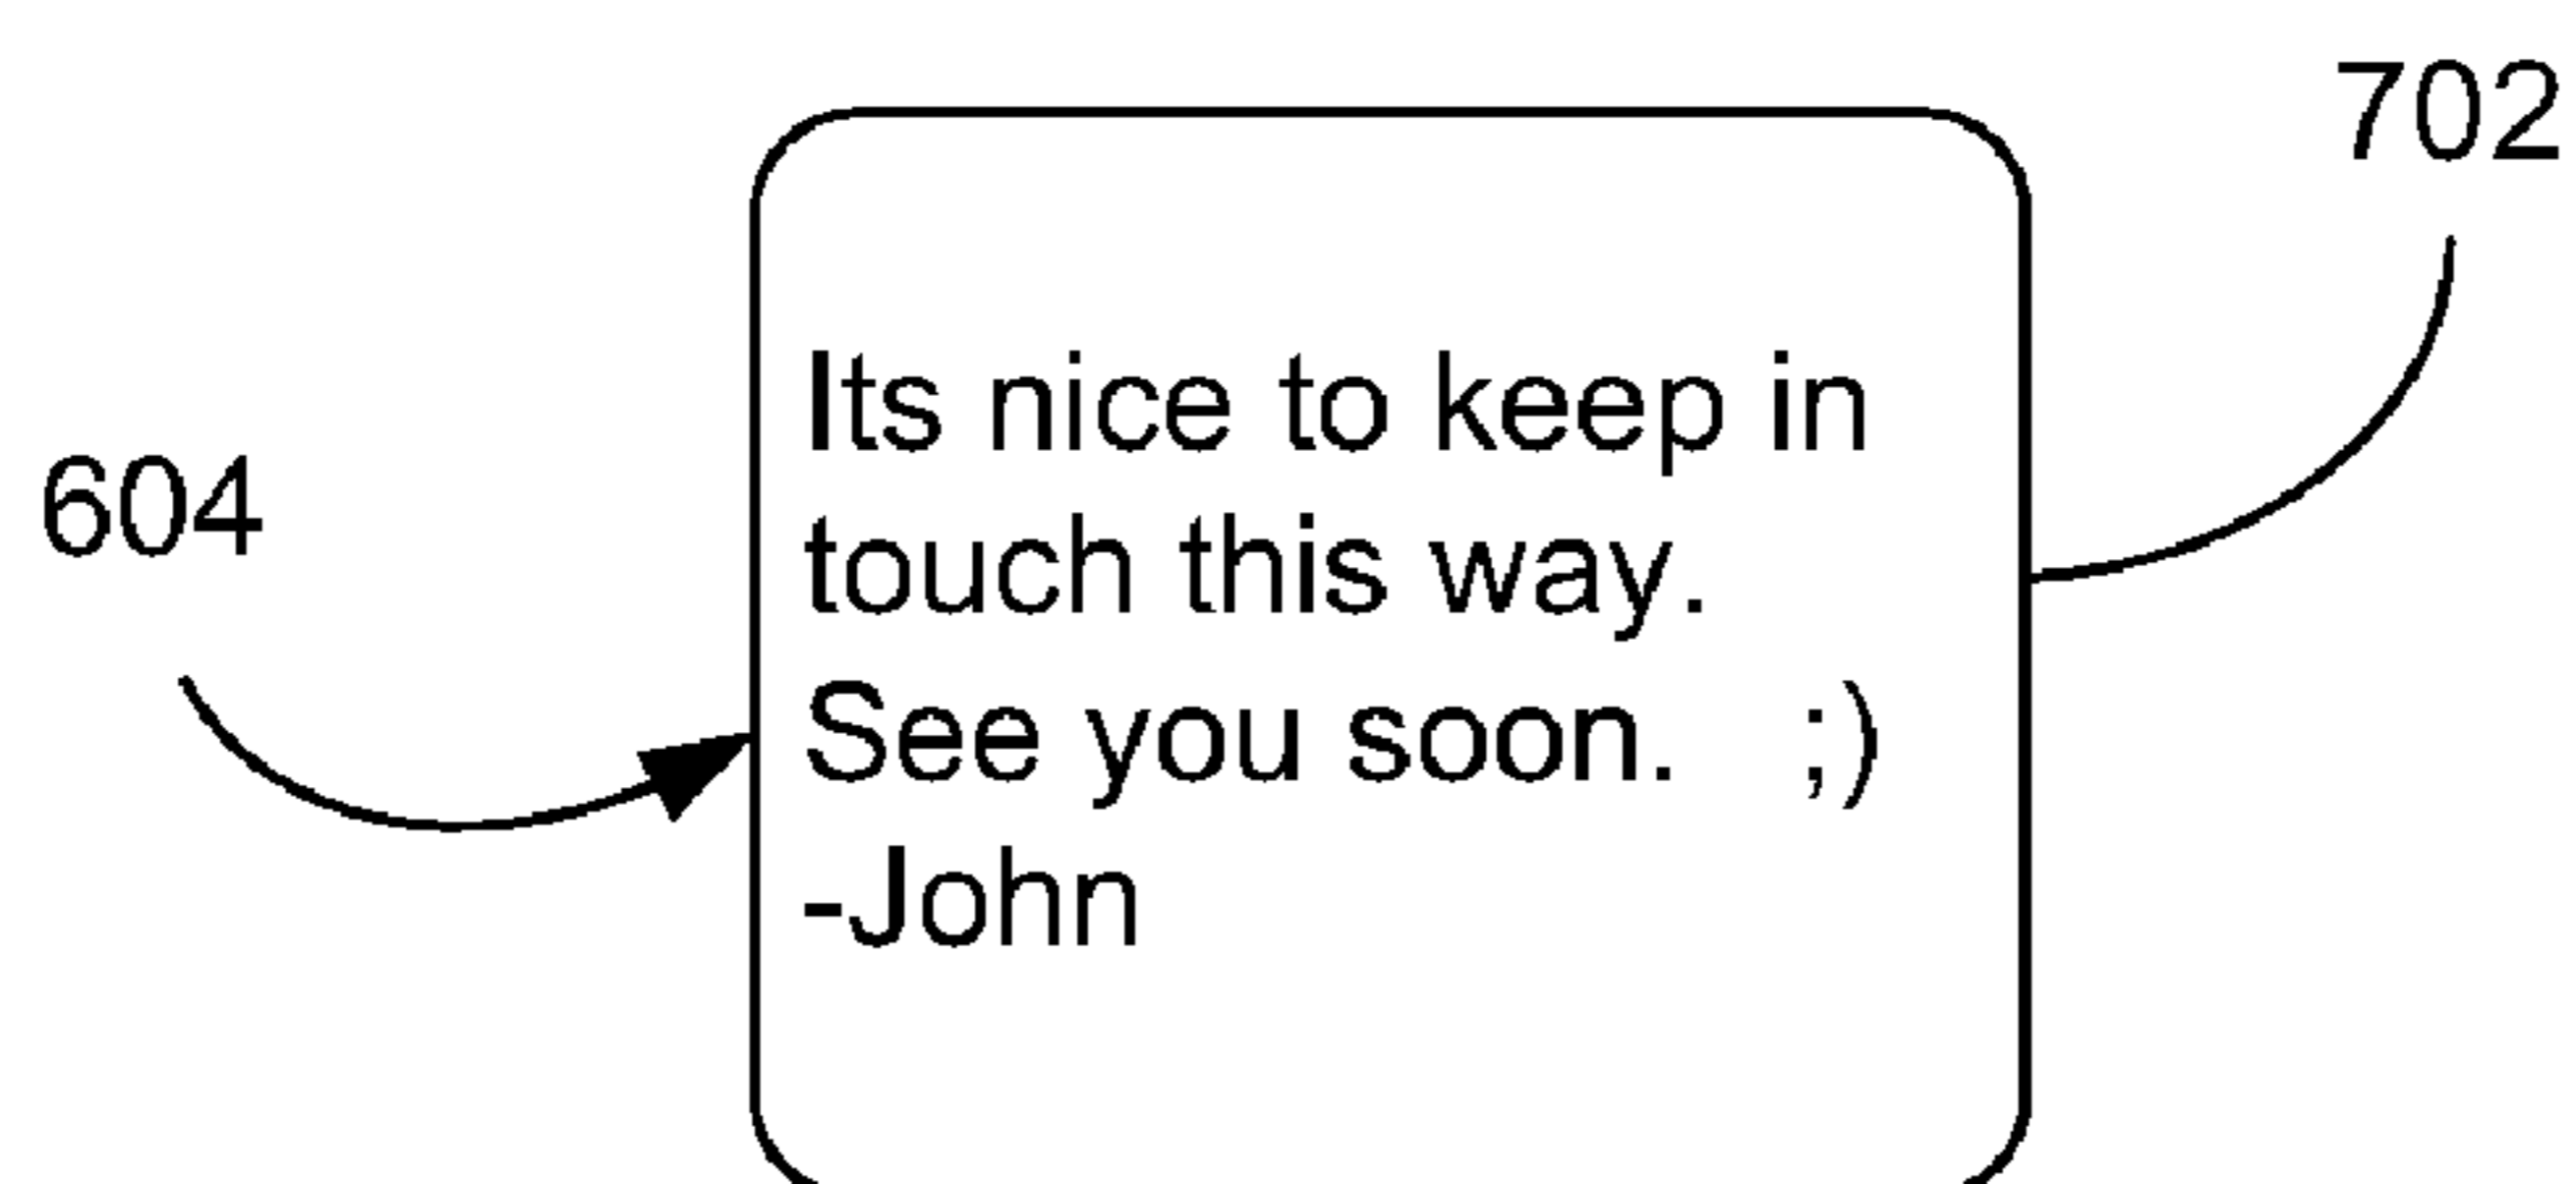 702
Its nice to keep in
604
touch this way.
See you soon. ;)
-John